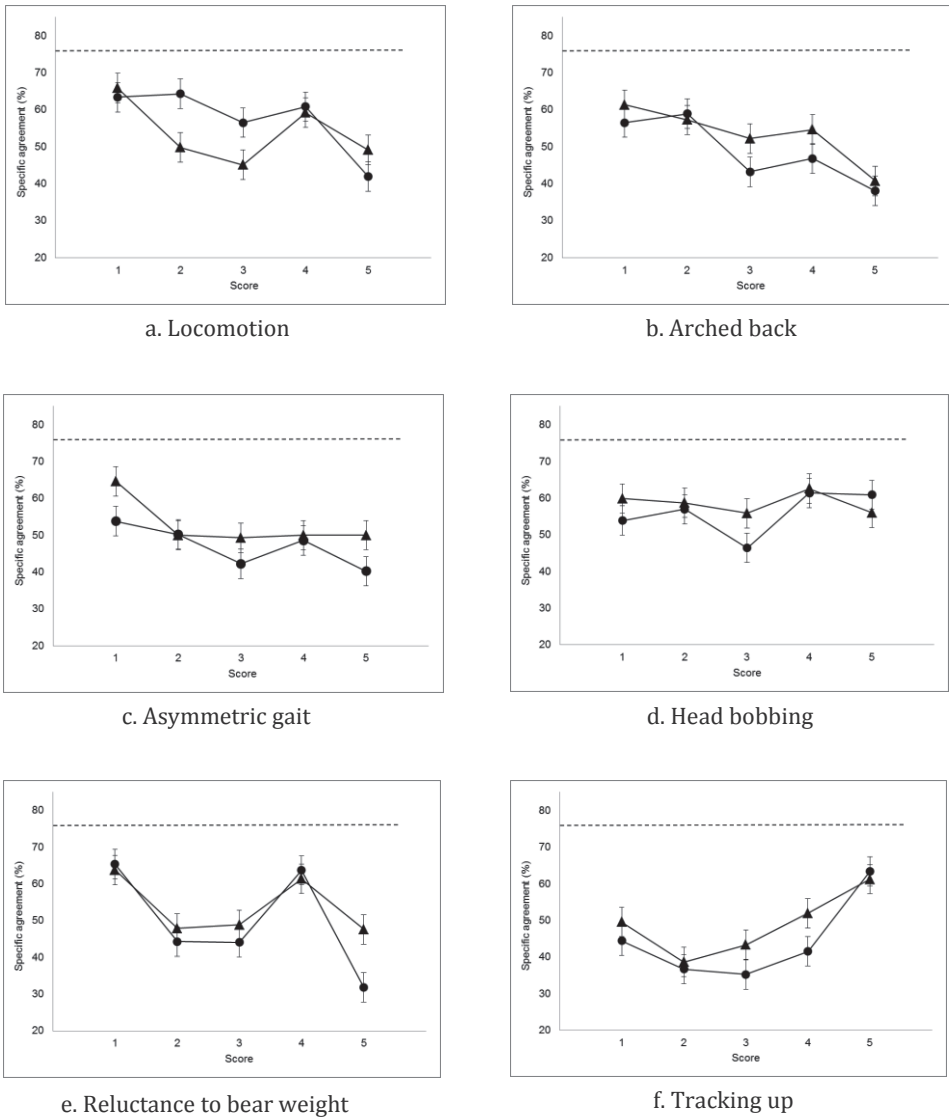 80
70
60
50
40
30
20
Specific agreement (%)
1 2 3 4 5
Score
a. Locomotion
80
70
60
50
40
30
20
Specific agreement (%)
1 2 3 4 5
Score
b. Arched back
80
70
60
50
40
30
20
Specific agreement (%)
1 2 3 4 5
Score
c. Asymmetric gait
80
70
60
50
40
30
20
Specific agreement (%)
1 2 3 4 5
Score
d. Head bobbing
80
70
60
50
40
30
20
Specific agreement (%)
1 2 3 4 5
Score
e. Reluctance to bear weight
80
70
60
50
40
30
20
Specific agreement (%)
1 2 3 4 5
Score
f. Tracking up